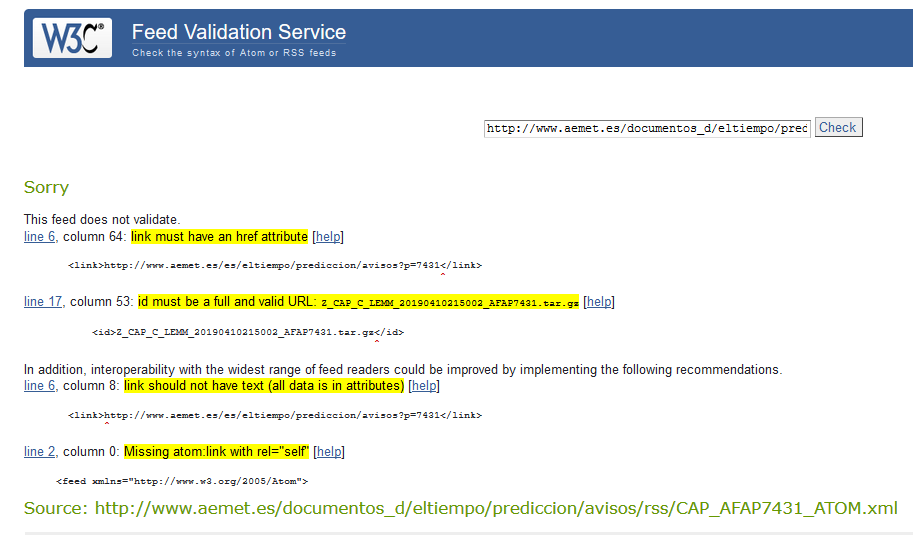 W3C®
Feed Validation Service
Check the syntax of Atom or RSS feeds
http://www.aemet.es/documentos_d/eltiempo/pred
Check
Sorry
This feed does not validate.
line 6, column 64: link must have an href attribute [help]
<link>http://www.aemet.es/es/eltiempo/prediccion/avisos?p=7431</link>
^
line 17, column 53: id must be a full and valid URL: Z_CAP_C_LEMM_20190410215002_AFAP7431.tar.gz [help]
<id>Z_CAP_C_LEMM_20190410215002_AFAP7431.tar.gz</id>
^
In addition, interoperability with the widest range of feed readers could be improved by implementing the following recommendations.
line 6, column 8: link should not have text (all data is in attributes) [help]
<link>http://www.aemet.es/es/eltiempo/prediccion/avisos?p=7431</link>
^
line 2, column 0: Missing atom:link with rel="self" [help]
<feed xmlns="http://www.w3.org/2005/Atom">
Source: http://www.aemet.es/documentos_d/eltiempo/prediccion/avisos/rss/CAP_AFAP7431_ATOM.xml